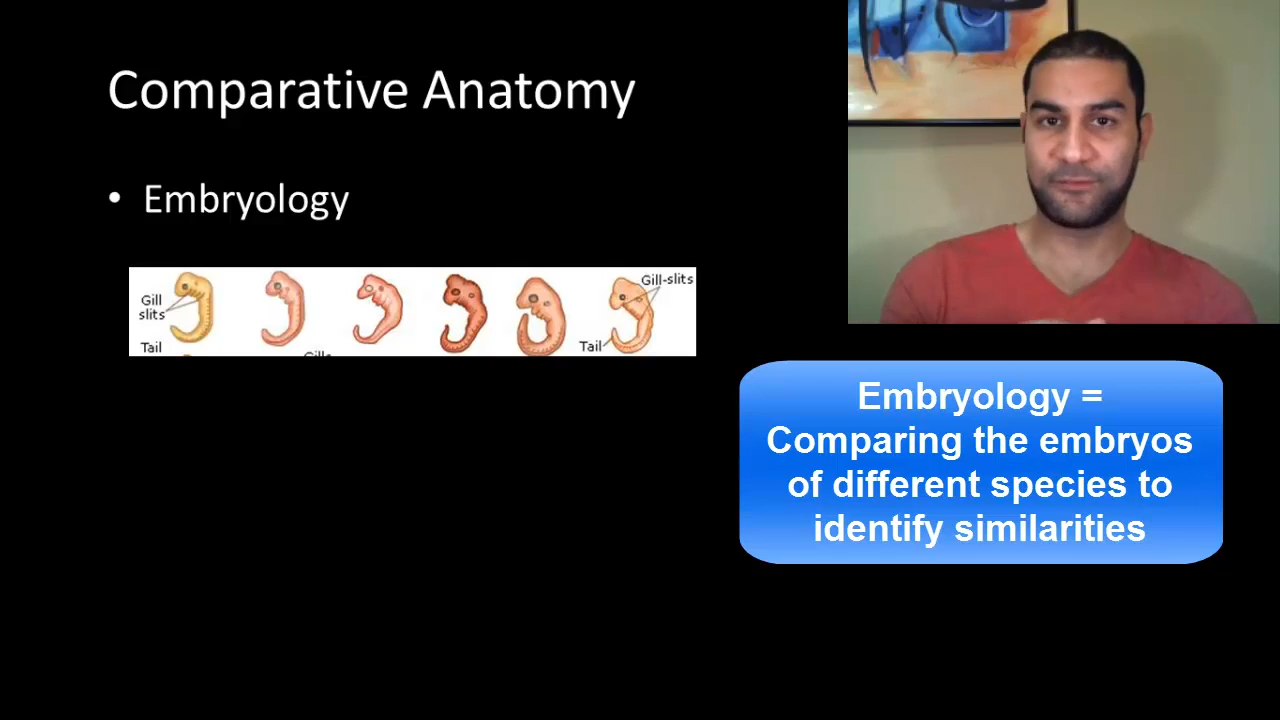 Comparative Anatomy
• Embryology
Gill
slits
Tail
Gills
Gill-slits
Tail
Embryology =
Comparing the embryos
of different species to
identify similarities